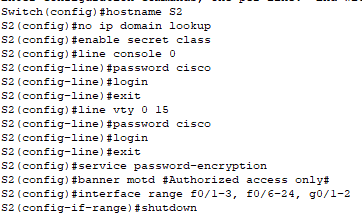 Switch(config)#hostname S2
S2(config)#no ip domain lookup
S2(config)#enable secret class
S2(config)#line console 0
S2(config-line)#password cisco
S2(config-line)#login
S2(config-line)#exit
S2(config)#line vty 0 15
S2(config-line)#password cisco
S2(config-line)#login
S2(config-line)#exit
S2(config)#service password-encryption
S2(config)#banner motd #Authorized access only#
S2(config)#interface range f0/1-3, f0/6-24, g0/1-2
S2(config-if-range)#shutdown